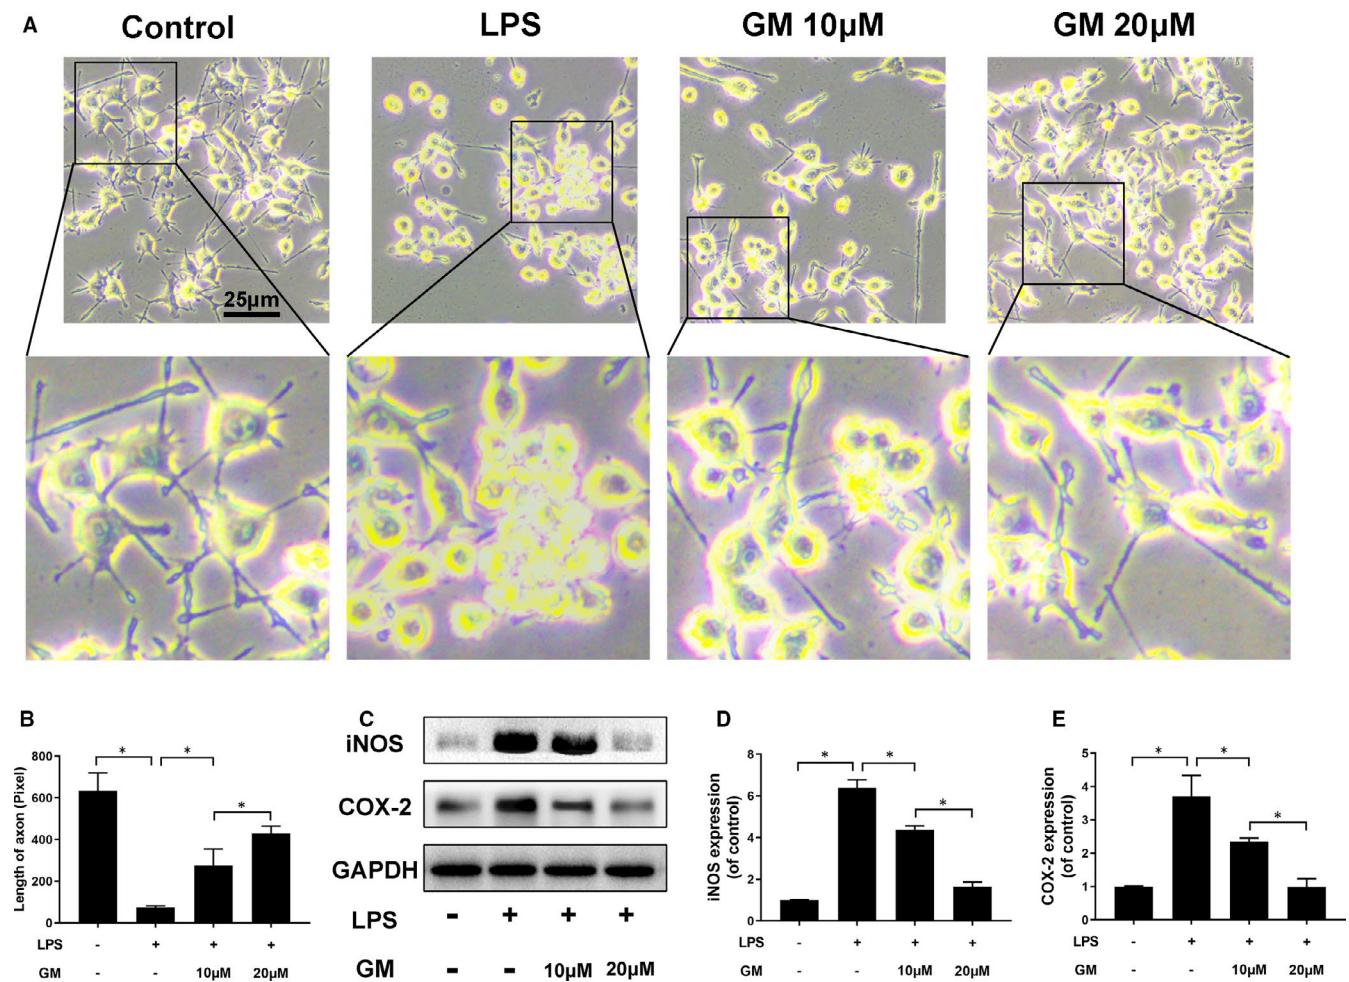 A
Control LPS GM 10μM GM 20μM
25μm
B
* *
*
800
600
400
200
0
Length of axon (Pixel)
LPS - + + +
GM - - 10μM 20μM
C
iNOS
COX-2
GAPDH
LPS - + + +
GM - - 10μM 20μM
D
* *
*
8
6
4
2
0
iNOS expression
(of control)
LPS - + + +
GM - - 10μM 20μM
E
* *
*
5
4
3
2
1
0
COX-2 expression
(of control)
LPS - + + +
GM - - 10μM 20μM